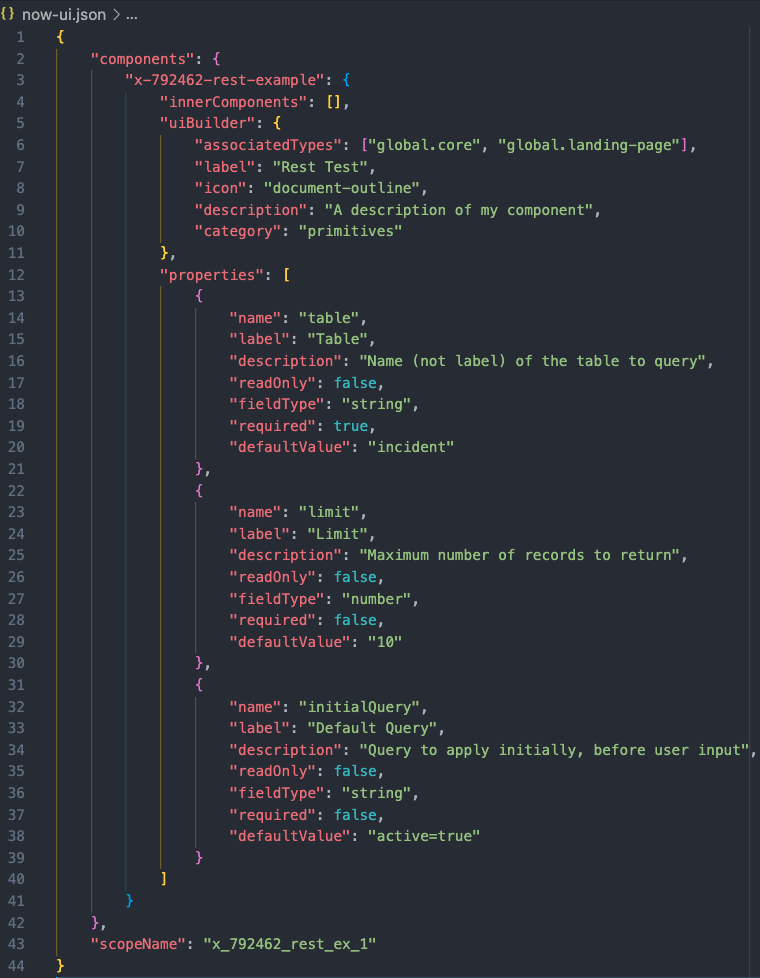 {} now-ui.json > ...
1 {
2 "components": {
3 "x-792462-rest-example": {
4 "innerComponents": [],
5 "uiBuilder": {
6 "associatedTypes": ["global.core", "global.landing-page"],
7 "label": "Rest Test",
8 "icon": "document-outline",
9 "description": "A description of my component",
10 "category": "primitives"
11 },
12 "properties": [
13 {
14 "name": "table",
15 "label": "Table",
16 "description": "Name (not label) of the table to query",
17 "readOnly": false,
18 "fieldType": "string",
19 "required": true,
20 "defaultValue": "incident"
21 },
22 {
23 "name": "limit",
24 "label": "Limit",
25 "description": "Maximum number of records to return",
26 "readOnly": false,
27 "fieldType": "number",
28 "required": false,
29 "defaultValue": "10"
30 },
31 {
32 "name": "initialQuery",
33 "label": "Default Query",
34 "description": "Query to apply initially, before user input",
35 "readOnly": false,
36 "fieldType": "string",
37 "required": false,
38 "defaultValue": "active=true"
39 }
40 ]
41 }
42 },
43 "scopeName": "x_792462_rest_ex_1"
44 }